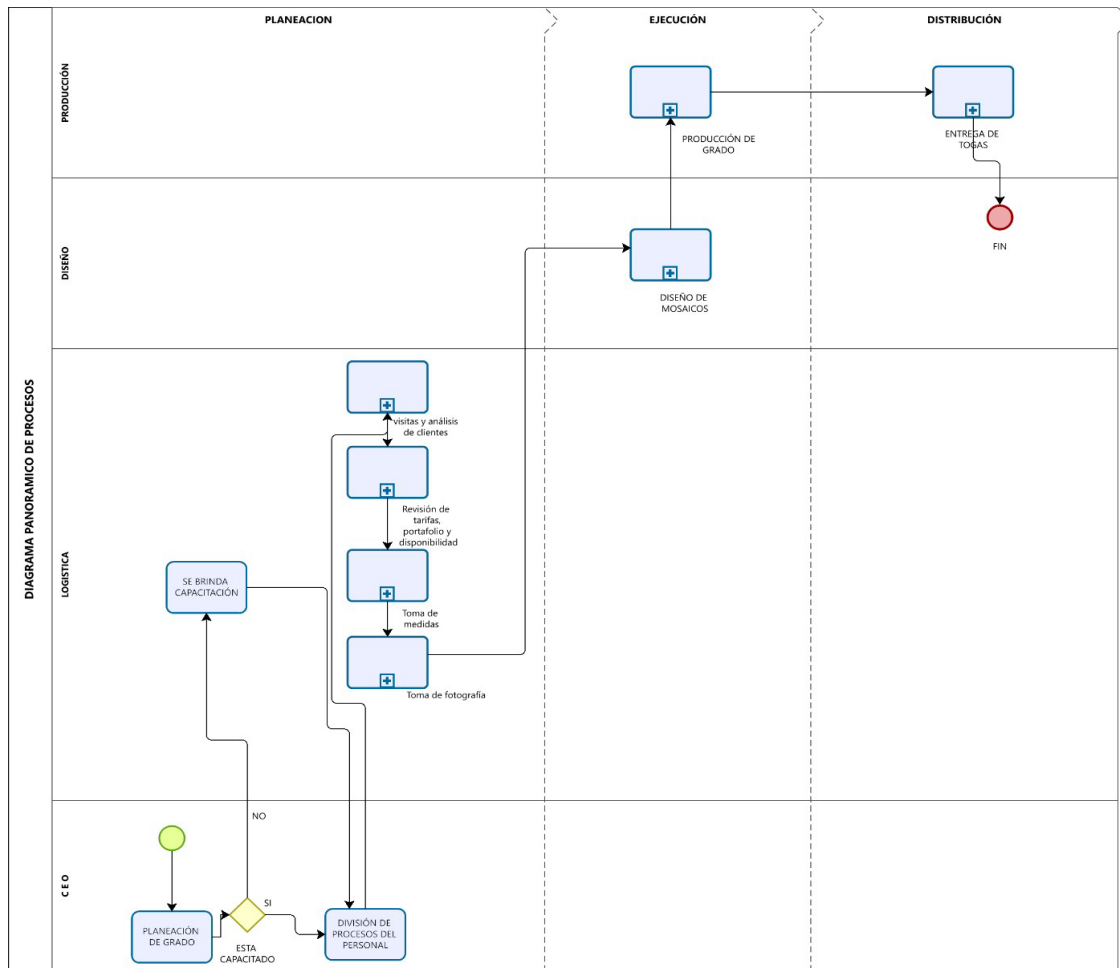 PLANEACION
EJECUCIÓN
DISTRIBUCIÓN
DIAGRAMA PANORAMICO DE PROCESOS
PRODUCCIÓN
PRODUCCIÓN DE
GRADO
ENTREGA DE
TOGAS
DISEÑO
DISEÑO DE
MOSAICOS
FIN
LOGISTICA
visitas y análisis
de clientes
Revisión de
tarifas,
portafolio y
disponibilidad
Toma de
medidas
Toma de fotografía
SE BRINDA
CAPACITACIÓN
C E O
NO
SI
PLANEACIÓN
DE GRADO
ESTA
CAPACITADO
DIVISIÓN DE
PROCESOS DEL
PERSONAL